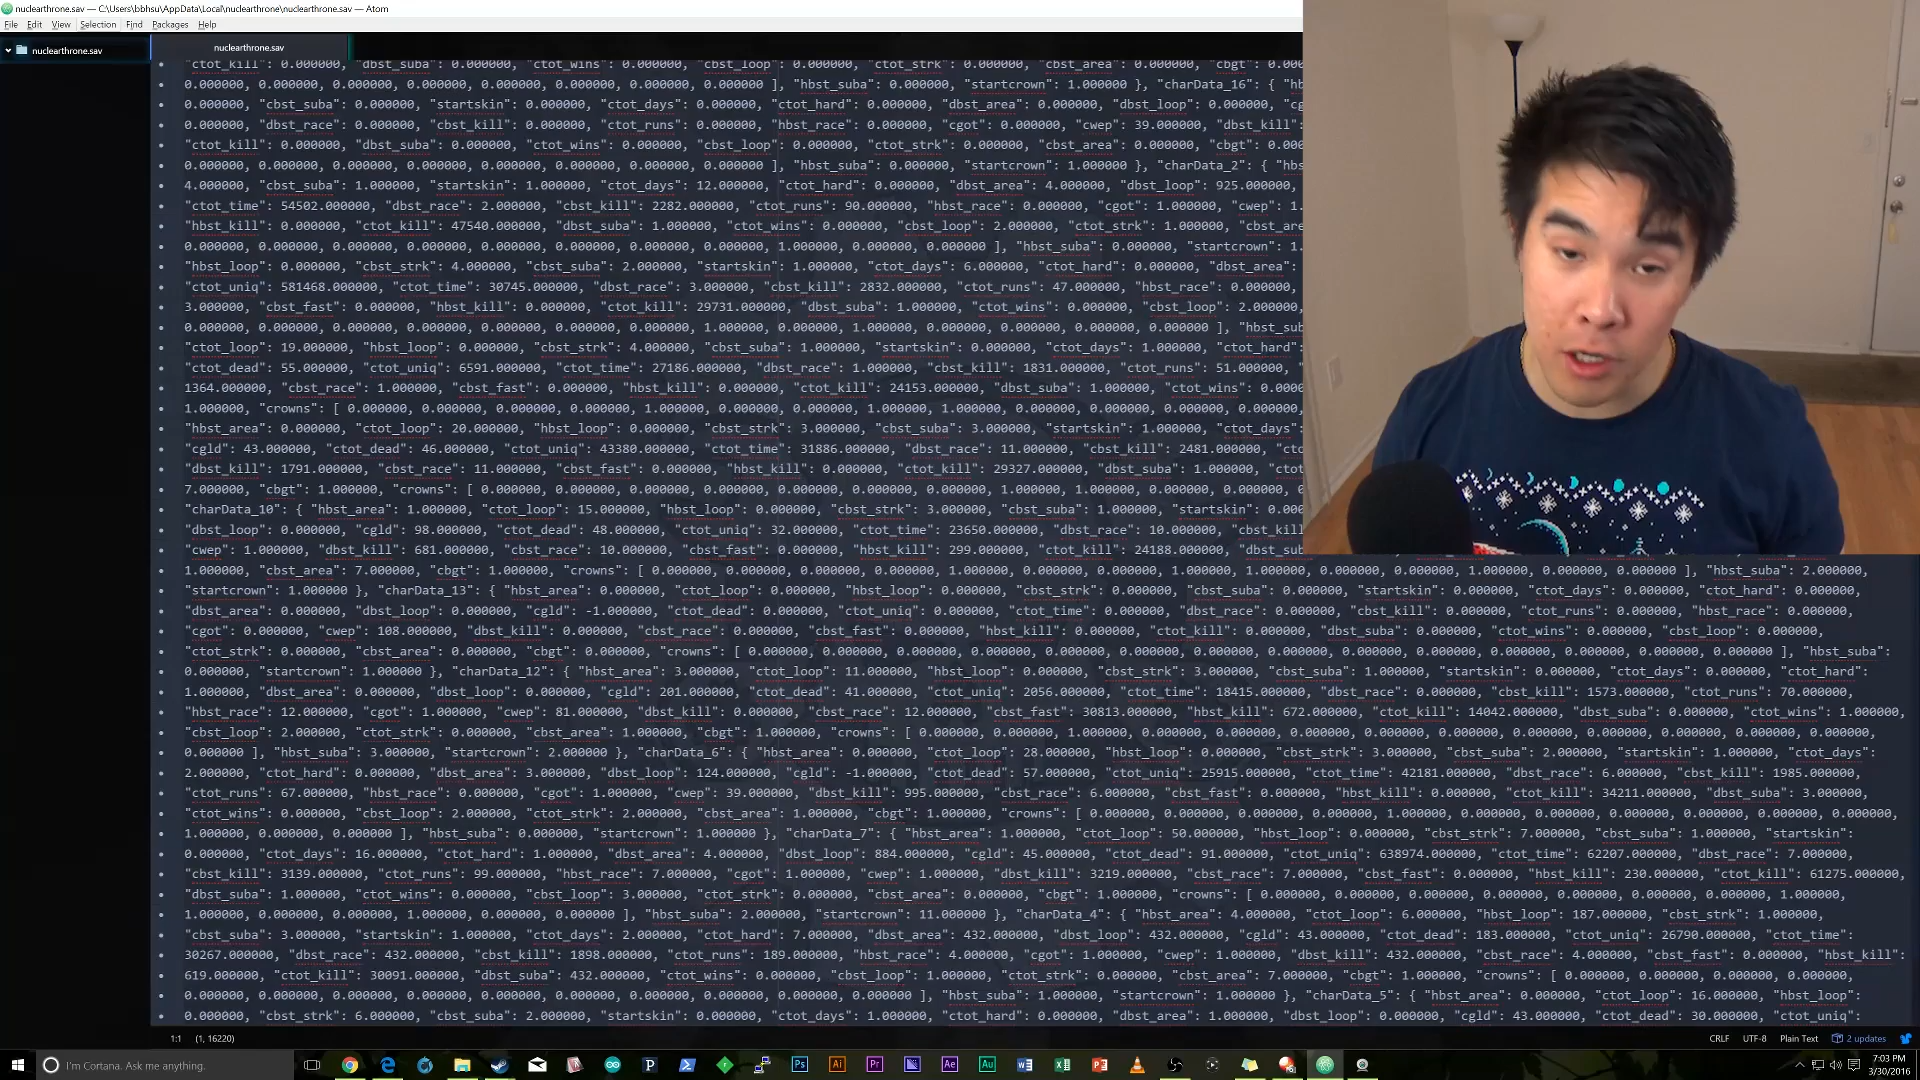 nuclearthrone.sav — C:\Users\bbhsu\AppData\Local\nuclearthrone\nuclearthrone.sav — Atom
File Edit View Selection Find Packages Help
nuclearthrone.sav
nuclearthrone.sav
"ctot_kill": 0.000000, "dbst_suba": 0.000000, "ctot_wins": 0.000000, "cbst_loop": 0.000000, "ctot_strk": 0.000000, "cbst_area": 0.000000, "cbgt":
0.000000, 0.000000, 0.000000, 0.000000, 0.000000, 0.000000, 0.000000, 0.000000 ], "hbst_suba": 0.000000, "startcrown": 1.000000 }, "charData_16": {
"cbst_suba": 0.000000, "startskin": 0.000000, "ctot_days": 0.000000, "ctot_hard": 0.000000, "dbst_area": 0.000000, "dbst_loop": 0.000000,
0.000000, "dbst_race": 0.000000, "cbst_kill": 0.000000, "ctot_runs": 0.000000, "hbst_race": 0.000000, "cgot": 0.000000, "cwep": 39.000000, "dbst_kill":
"ctot_kill": 0.000000, "dbst_suba": 0.000000, "ctot_wins": 0.000000, "cbst_loop": 0.000000, "ctot_strk": 0.000000, "cbst_area": 0.000000, "cbgt":
0.000000, 0.000000, 0.000000, 0.000000, 0.000000, 0.000000, 0.000000, 0.000000 ], "hbst_suba": 0.000000, "startcrown": 1.000000 }, "charData_2": {
4.000000, "cbst_suba": 1.000000, "startskin": 1.000000, "ctot_days": 12.000000, "ctot_hard": 0.000000, "dbst_area": 4.000000, "dbst_loop": 925.000000,
"ctot_time": 54502.000000, "dbst_race": 2.000000, "cbst_kill": 2282.000000, "ctot_runs": 90.000000, "hbst_race": 0.000000, "cgot": 1.000000, "cwep": 1.
"hbst_kill": 0.000000, "ctot_kill": 47540.000000, "dbst_suba": 1.000000, "ctot_wins": 0.000000, "cbst_loop": 2.000000, "ctot_strk": 1.000000,
0.000000, 0.000000, 0.000000, 0.000000, 0.000000, 0.000000, 0.000000, 0.000000, 1.000000, 0.000000, 0.000000 ], "hbst_suba": 0.000000, "startcrown": 1.
"hbst_loop": 0.000000, "cbst_strk": 4.000000, "cbst_suba": 2.000000, "startskin": 1.000000, "ctot_days": 6.000000, "ctot_hard": 0.000000, "dbst_area":
"ctot_uniq": 581468.000000, "ctot_time": 30745.000000, "dbst_race": 3.000000, "cbst_kill": 2832.000000, "ctot_runs": 47.000000, "hbst_race": 0.000000,
3.000000, "cbst_fast": 0.000000, "hbst_kill": 0.000000, "ctot_kill": 29731.000000, "dbst_suba": 1.000000, "ctot_wins": 0.000000, "cbst_loop": 2.000000,
0.000000, 0.000000, 0.000000, 0.000000, 0.000000, 0.000000, 0.000000, 1.000000, 1.000000, 0.000000, 0.000000, 0.000000, 0.000000, 0.000000 ],
"ctot_loop": 19.000000, "hbst_loop": 0.000000, "cbst_strk": 4.000000, "cbst_suba": 1.000000, "startskin": 0.000000, "ctot_days": 1.000000, "ctot_hard":
"ctot_dead": 55.000000, "ctot_uniq": 6591.000000, "ctot_time": 27186.000000, "dbst_race": 1.000000, "cbst_kill": 1831.000000, "ctot_runs": 51.000000,
1364.000000, "cbst_race": 1.000000, "cbst_fast": 0.000000, "hbst_kill": 0.000000, "ctot_kill": 24153.000000, "dbst_suba": 1.000000, "ctot_wins":
1.000000, "crowns": [ 0.000000, 0.000000, 0.000000, 0.000000, 1.000000, 0.000000, 0.000000, 1.000000, 1.000000, 0.000000, 0.000000, 0.000000, 0.000000,
"hbst_area": 0.000000, "ctot_loop": 20.000000, "hbst_loop": 0.000000, "cbst_strk": 3.000000, "cbst_suba": 3.000000, "startskin": 1.000000, "ctot_days":
"cgld": 43.000000, "ctot_dead": 46.000000, "ctot_uniq": 43380.000000, "ctot_time": 31886.000000, "dbst_race": 11.000000, "cbst_kill": 2481.000000,
"dbst_kill": 1791.000000, "cbst_race": 11.000000, "cbst_fast": 0.000000, "hbst_kill": 0.000000, "ctot_kill": 29327.000000, "dbst_suba": 1.000000,
7.000000, "cbgt": 1.000000, "crowns": [ 0.000000, 0.000000, 0.000000, 0.000000, 0.000000, 0.000000, 0.000000, 1.000000, 1.000000, 0.000000, 0.000000,
"charData_10": { "hbst_area": 1.000000, "ctot_loop": 15.000000, "hbst_loop": 0.000000, "cbst_strk": 3.000000, "cbst_suba": 1.000000, "startskin": 0.000000,
"dbst_loop": 0.000000, "cgld": 98.000000, "ctot_dead": 48.000000, "ctot_uniq": 32.000000, "ctot_time": 23650.000000, "dbst_race": 10.000000, "cbst_kill":
"cwep": 1.000000, "dbst_kill": 681.000000, "cbst_race": 10.000000, "cbst_fast": 0.000000, "hbst_kill": 299.000000, "ctot_kill": 24188.000000,
1.000000, "cbst_area": 7.000000, "cbgt": 1.000000, "crowns": [ 0.000000, 0.000000, 0.000000, 0.000000, 1.000000, 0.000000, 0.000000, 1.000000, 1.000000, 0.000000, 0.000000, 0.000000, 1.000000, 0.000000, 0.000000 ], "hbst_suba": 2.000000,
"startcrown": 1.000000 }, "charData_13": { "hbst_area": 0.000000, "ctot_loop": 0.000000, "hbst_loop": 0.000000, "cbst_strk": 0.000000, "cbst_suba": 0.000000, "startskin": 0.000000, "ctot_days": 0.000000, "ctot_hard": 0.000000,
"dbst_area": 0.000000, "dbst_loop": 0.000000, "cgld": -1.000000, "ctot_dead": 0.000000, "ctot_uniq": 0.000000, "ctot_time": 0.000000, "dbst_race": 0.000000, "cbst_kill": 0.000000, "ctot_runs": 0.000000, "hbst_race": 0.000000,
"cgot": 0.000000, "cwep": 108.000000, "dbst_kill": 0.000000, "cbst_race": 0.000000, "cbst_fast": 0.000000, "hbst_kill": 0.000000, "ctot_kill": 0.000000, "dbst_suba": 0.000000, "ctot_wins": 0.000000, "cbst_loop": 0.000000,
"ctot_strk": 0.000000, "cbst_area": 0.000000, "cbgt": 0.000000, "crowns": [ 0.000000, 0.000000, 0.000000, 0.000000, 0.000000, 0.000000, 0.000000, 0.000000, 0.000000, 0.000000, 0.000000, 0.000000, 0.000000, 0.000000 ], "hbst_suba":
0.000000, "startcrown": 1.000000 }, "charData_12": { "hbst_area": 3.000000, "ctot_loop": 11.000000, "hbst_loop": 0.000000, "cbst_strk": 3.000000, "cbst_suba": 1.000000, "startskin": 0.000000, "ctot_days": 0.000000, "ctot_hard":
1.000000, "dbst_area": 0.000000, "dbst_loop": 0.000000, "cgld": 201.000000, "ctot_dead": 41.000000, "ctot_uniq": 2056.000000, "ctot_time": 18415.000000, "dbst_race": 0.000000, "cbst_kill": 1573.000000, "ctot_runs": 70.000000,
"hbst_race": 12.000000, "cgot": 1.000000, "cwep": 81.000000, "dbst_kill": 0.000000, "cbst_race": 12.000000, "cbst_fast": 30813.000000, "hbst_kill": 672.000000, "ctot_kill": 14042.000000, "dbst_suba": 0.000000, "ctot_wins": 1.000000,
"cbst_loop": 2.000000, "ctot_strk": 0.000000, "cbst_area": 1.000000, "cbgt": 1.000000, "crowns": [ 0.000000, 0.000000, 1.000000, 0.000000, 0.000000, 0.000000, 0.000000, 0.000000, 0.000000, 0.000000, 0.000000, 0.000000, 0.000000,
0.000000 ], "hbst_suba": 3.000000, "startcrown": 2.000000 }, "charData_6": { "hbst_area": 0.000000, "ctot_loop": 28.000000, "hbst_loop": 0.000000, "cbst_strk": 3.000000, "cbst_suba": 2.000000, "startskin": 1.000000, "ctot_days":
2.000000, "ctot_hard": 0.000000, "dbst_area": 3.000000, "dbst_loop": 124.000000, "cgld": -1.000000, "ctot_dead": 57.000000, "ctot_uniq": 25915.000000, "ctot_time": 42181.000000, "dbst_race": 6.000000, "cbst_kill": 1985.000000,
"ctot_runs": 67.000000, "hbst_race": 0.000000, "cgot": 1.000000, "cwep": 39.000000, "dbst_kill": 995.000000, "cbst_race": 6.000000, "cbst_fast": 0.000000, "hbst_kill": 0.000000, "ctot_kill": 34211.000000, "dbst_suba": 3.000000,
"ctot_wins": 0.000000, "cbst_loop": 2.000000, "ctot_strk": 2.000000, "cbst_area": 1.000000, "cbgt": 1.000000, "crowns": [ 0.000000, 0.000000, 0.000000, 0.000000, 1.000000, 0.000000, 0.000000, 0.000000, 0.000000, 0.000000, 0.000000,
1.000000, 0.000000, 0.000000 ], "hbst_suba": 0.000000, "startcrown": 1.000000 }, "charData_7": { "hbst_area": 1.000000, "ctot_loop": 50.000000, "hbst_loop": 0.000000, "cbst_strk": 7.000000, "cbst_suba": 1.000000, "startskin":
0.000000, "ctot_days": 16.000000, "ctot_hard": 1.000000, "dbst_area": 4.000000, "dbst_loop": 884.000000, "cgld": 45.000000, "ctot_dead": 91.000000, "ctot_uniq": 638974.000000, "ctot_time": 62207.000000, "dbst_race": 7.000000,
"cbst_kill": 3139.000000, "ctot_runs": 99.000000, "hbst_race": 7.000000, "cgot": 1.000000, "cwep": 1.000000, "dbst_kill": 3219.000000, "cbst_race": 7.000000, "cbst_fast": 0.000000, "hbst_kill": 230.000000, "ctot_kill": 61275.000000,
"dbst_suba": 1.000000, "ctot_wins": 0.000000, "cbst_loop": 3.000000, "ctot_strk": 0.000000, "cbst_area": 0.000000, "cbgt": 1.000000, "crowns": [ 0.000000, 0.000000, 0.000000, 0.000000, 0.000000, 0.000000, 0.000000, 1.000000,
1.000000, 0.000000, 0.000000, 0.000000, 1.000000, 0.000000, 0.000000 ], "hbst_suba": 2.000000, "startcrown": 11.000000 }, "charData_4": { "hbst_area": 4.000000, "ctot_loop": 6.000000, "hbst_loop": 187.000000, "cbst_strk": 1.000000,
"cbst_suba": 3.000000, "startskin": 1.000000, "ctot_days": 2.000000, "ctot_hard": 7.000000, "dbst_area": 432.000000, "dbst_loop": 432.000000, "cgld": 43.000000, "ctot_dead": 183.000000, "ctot_uniq": 26790.000000, "ctot_time":
30267.000000, "dbst_race": 432.000000, "cbst_kill": 1898.000000, "ctot_runs": 189.000000, "hbst_race": 4.000000, "cgot": 1.000000, "cwep": 1.000000, "dbst_kill": 432.000000, "cbst_race": 4.000000, "cbst_fast": 0.000000, "hbst_kill":
619.000000, "ctot_kill": 30091.000000, "dbst_suba": 432.000000, "ctot_wins": 0.000000, "cbst_loop": 1.000000, "ctot_strk": 0.000000, "cbst_area": 7.000000, "cbgt": 1.000000, "crowns": [ 0.000000, 0.000000, 0.000000, 0.000000,
0.000000, 0.000000, 0.000000, 0.000000, 0.000000, 0.000000, 0.000000, 0.000000 ], "hbst_suba": 1.000000, "startcrown": 1.000000 }, "charData_5": { "hbst_area": 0.000000, "ctot_loop": 16.000000, "hbst_loop":
0.000000, "cbst_strk": 6.000000, "cbst_suba": 2.000000, "startskin": 0.000000, "ctot_days": 1.000000, "ctot_hard": 0.000000, "dbst_area": 1.000000, "dbst_loop": 0.000000, "cgld": 43.000000, "ctot_dead": 30.000000, "ctot_uniq":
1:1 (1, 16220) CRLF UTF-8 Plain Text 2 updates
I'm Cortana. Ask me anything. 7:03 PM
3/30/2016